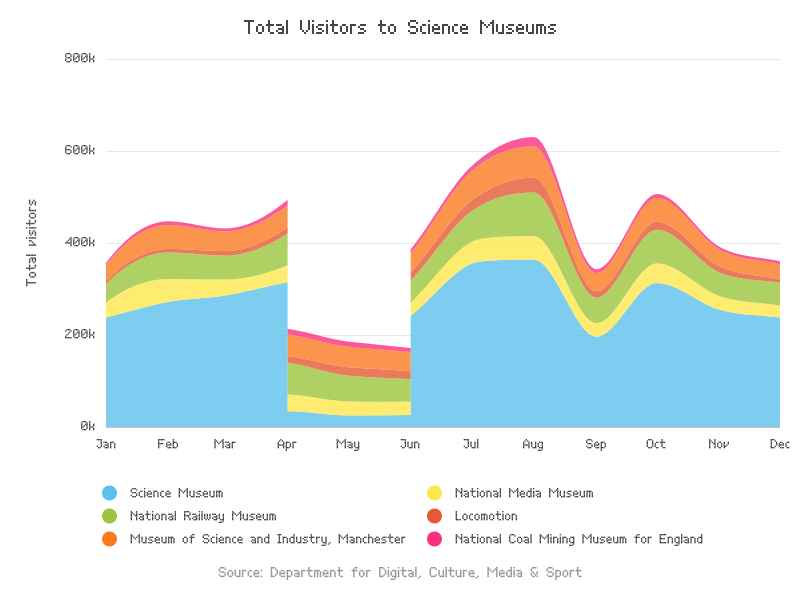 Total Visitors to Science Museums
800k
600k
400k
200k
0k
Total visitors
Jan Feb Mar Apr May Jun Jul Aug Sep Oct Nov Dec
Science Museum
National Media Museum
National Railway Museum
Locomotion
Museum of Science and Industry, Manchester
National Coal Mining Museum for England
Source: Department for Digital, Culture, Media & Sport